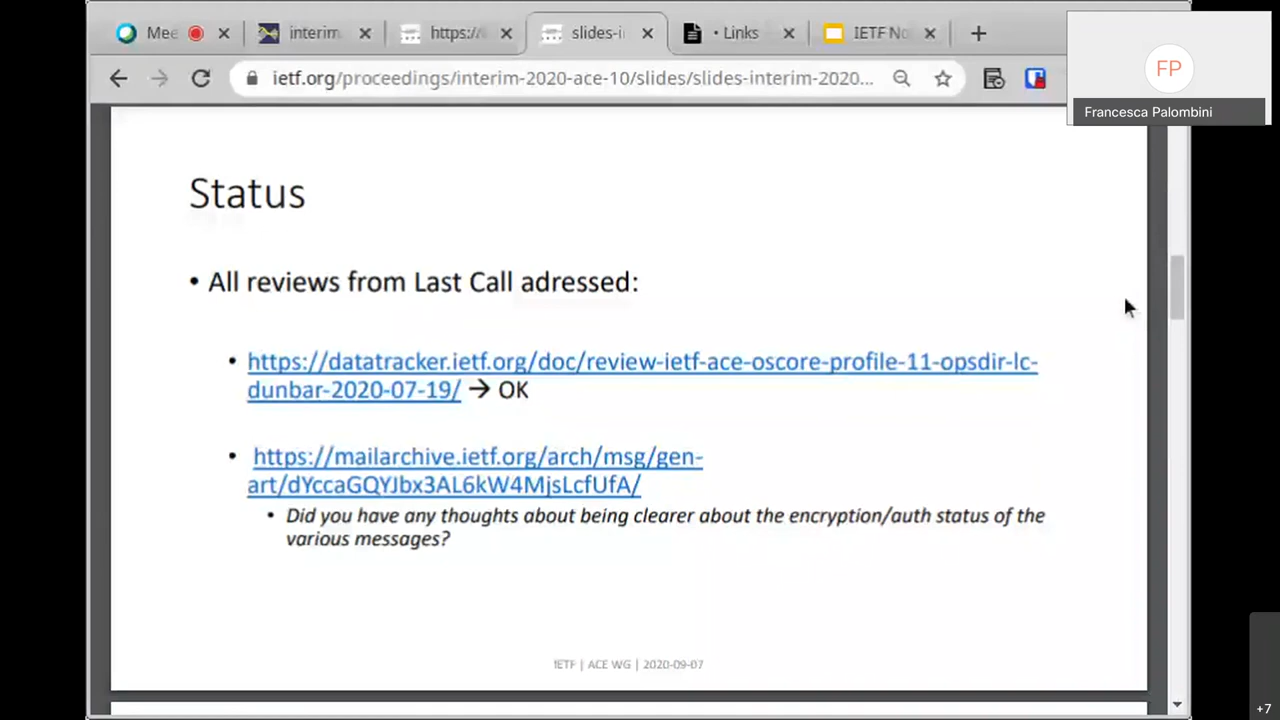 Mee
interim
https://
slides-i
• Links
IETF No
FP
Francesca Palombini
ietf.org/proceedings/interim-2020-ace-10/slides/slides-interim-2020...
Status
• All reviews from Last Call adressed:
• https://datatracker.ietf.org/doc/review-ietf-ace-oscore-profile-11-opsdir-lc-
dunbar-2020-07-19/ → OK
• https://mailarchive.ietf.org/arch/msg/gen-
art/dYccaGQYJbx3AL6kW4MjsLcfUfA/
• Did you have any thoughts about being clearer about the encryption/auth status of the
various messages?
IETF | ACE WG | 2020-09-07
+7